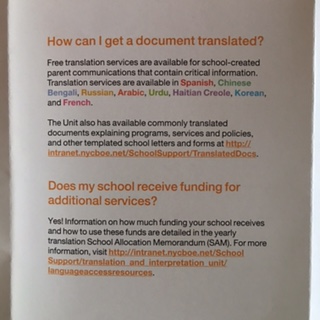 How can I get a document translated?
Free translation services are available for school-created
parent communications that contain critical information.
Translation services are available in Spanish, Chinese
Bengali, Russian, Arabic, Urdu, Haitian Creole, Korean,
and French.
The Unit also has available commonly translated
documents explaining programs, services and policies,
and other templated school letters and forms at http://
intranet.nycboe.net/SchoolSupport/TranslatedDocs.
Does my school receive funding for
additional services?
Yes! Information on how much funding your school receives
and how to use these funds are detailed in the yearly
translation School Allocation Memorandum (SAM). For more
information, visit http://intranet.nycboe.net/School
Support/translation_and_interpretation_unit/
languageaccessresources.